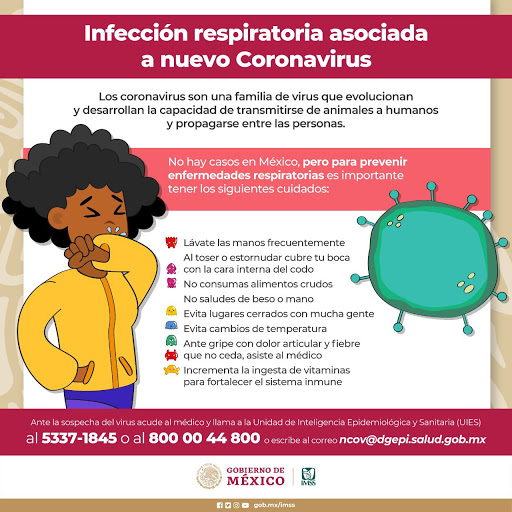 Infección respiratoria asociada
a nuevo Coronavirus
Los coronavirus son una familia de virus que evolucionan
y desarrollan la capacidad de transmitirse de animales a humanos
y propagarse entre las personas.
No hay casos en México, pero para prevenir
enfermedades respiratorias es importante
tener los siguientes cuidados:
Lávate las manos frecuentemente
Al toser o estornudar cubre tu boca
con la cara interna del codo
No consumas alimentos crudos
No saludes de beso o mano
Evita lugares cerrados con mucha gente
Evita cambios de temperatura
Ante gripe con dolor articular y fiebre
que no ceda, asiste al médico
Incrementa la ingesta de vitaminas
para fortalecer el sistema inmune
Ante la sospecha del virus acude al médico y llama a la Unidad de Inteligencia Epidemiológica y Sanitaria (UIES)
al 5337-1845 o al 800 00 44 800 o escribe al correo ncov@dgepi.salud.gob.mx
GOBIERNO DE
MÉXICO
IMSS
gob.mx/imss